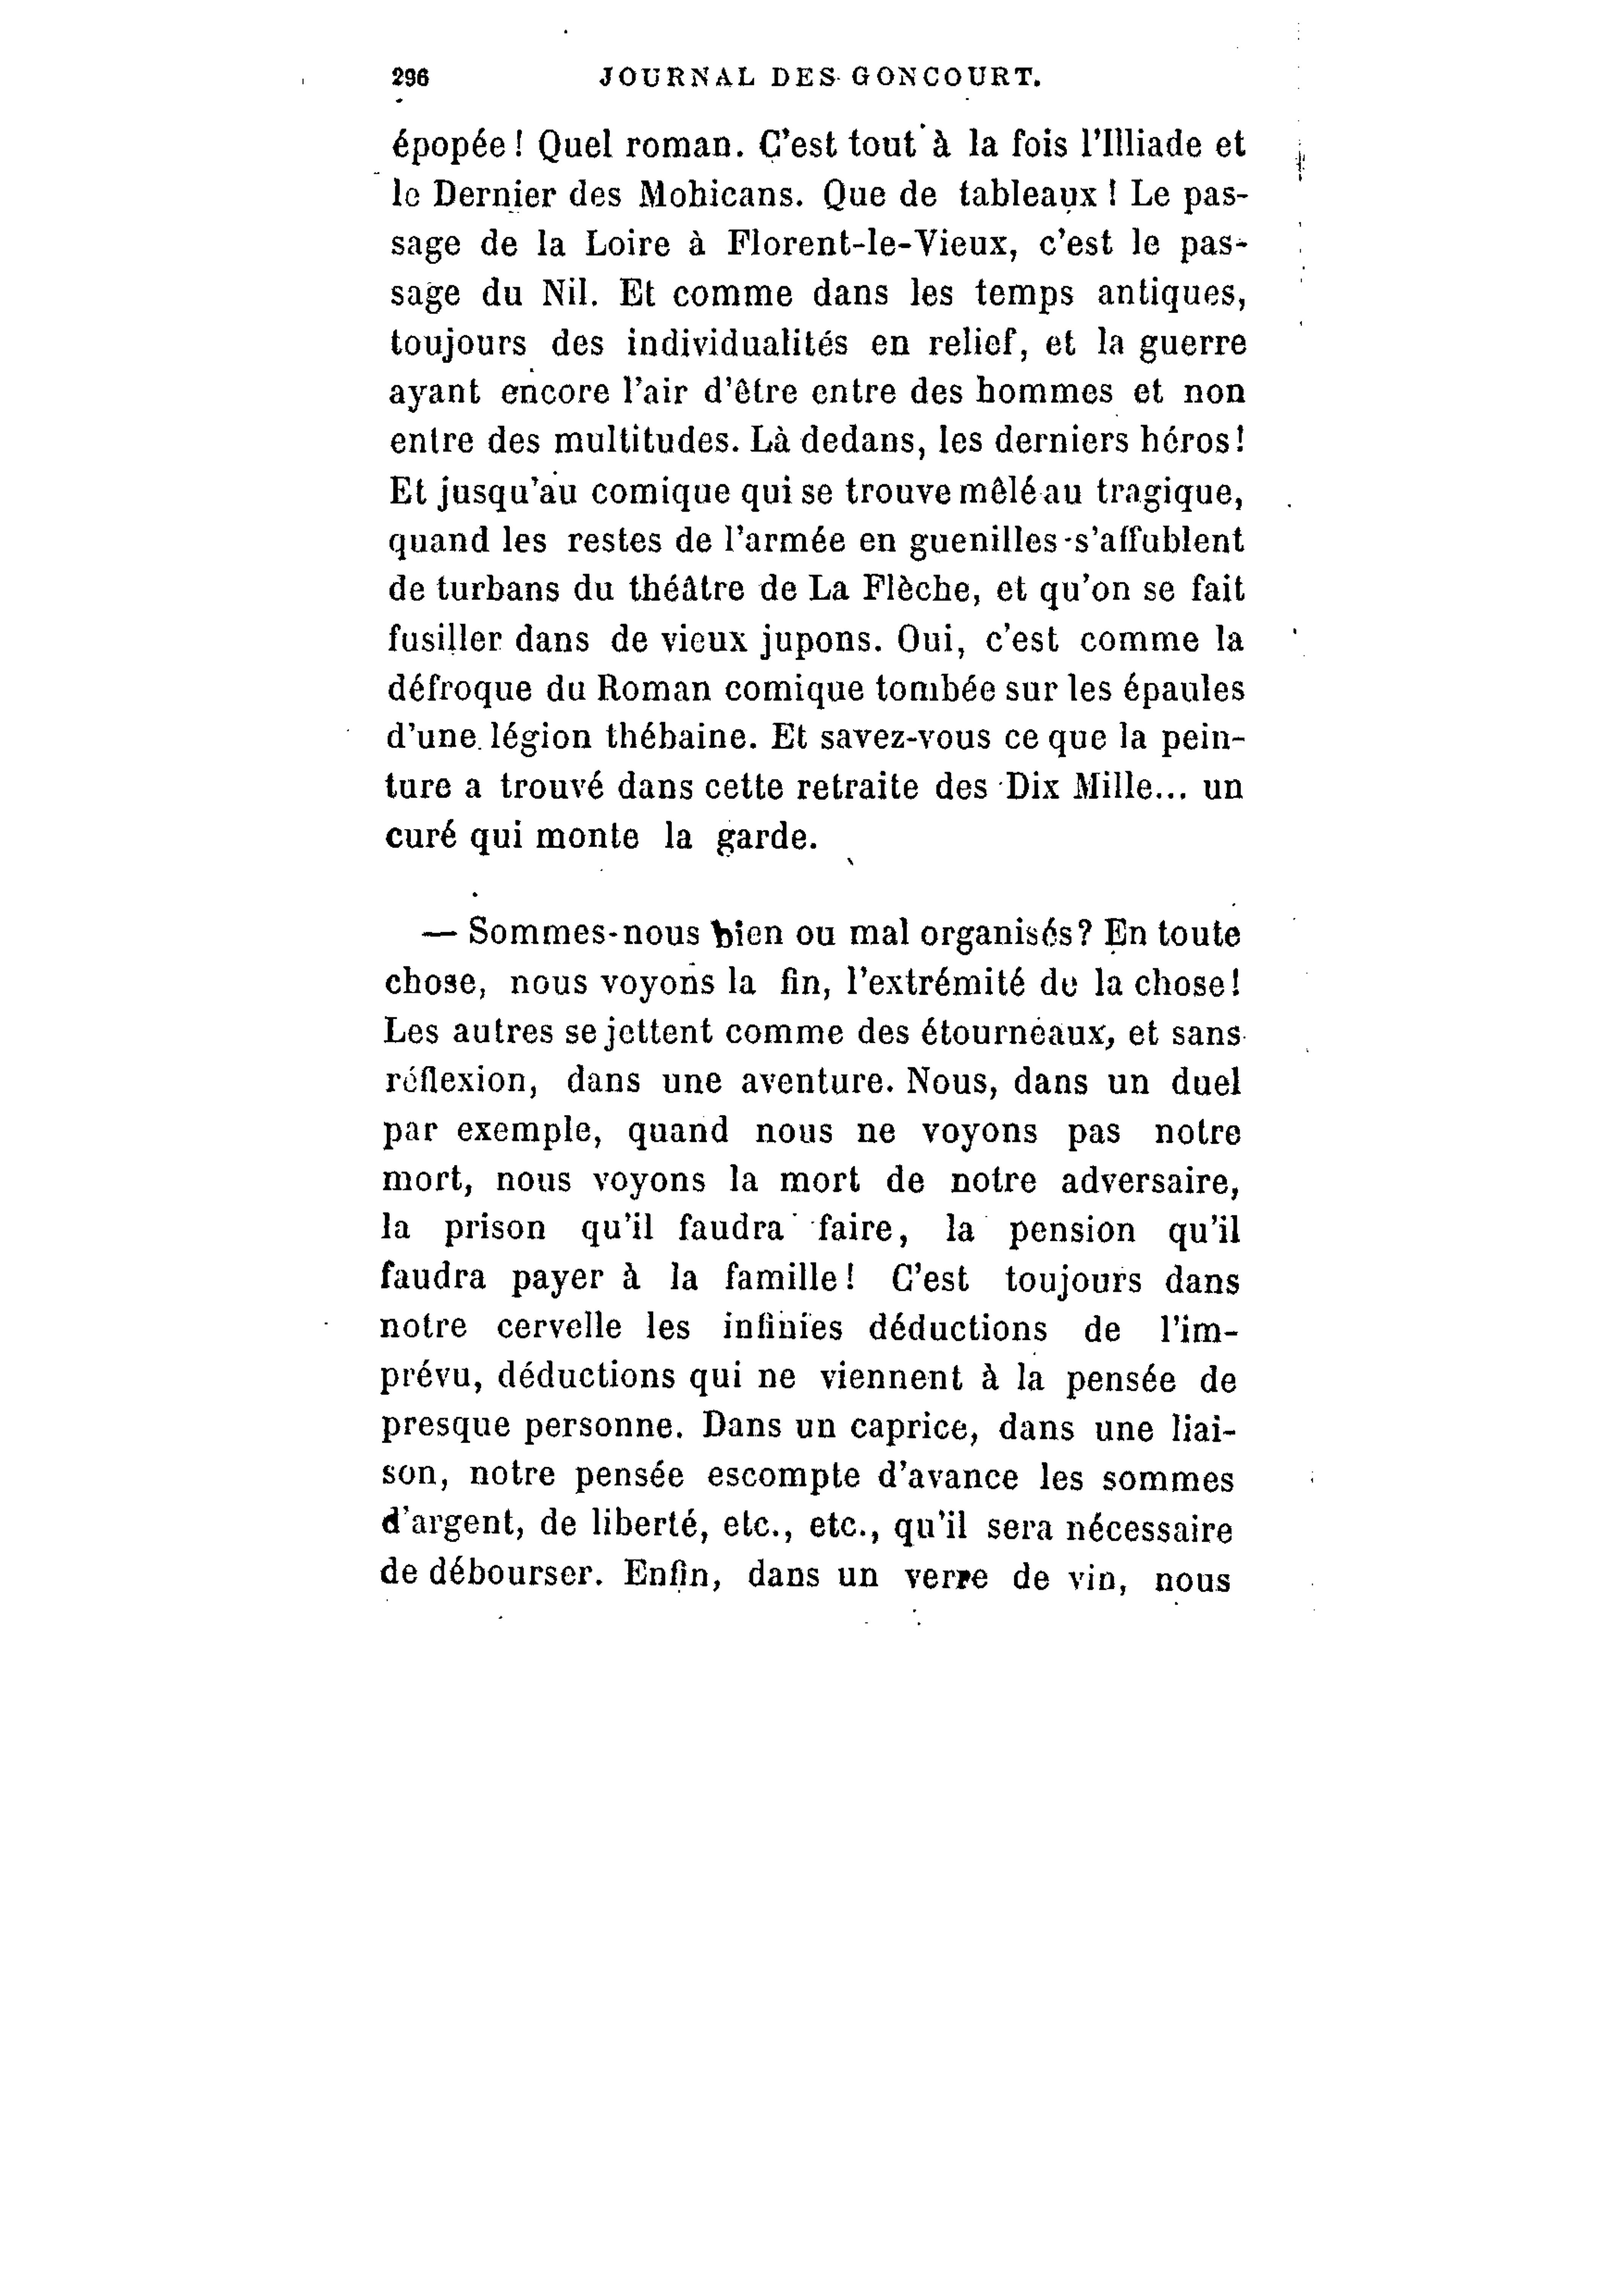 296 JOURNAL DES GONCOURT.
épopée ! Quel roman. C'est tout à la fois l'Illiade et
le Dernier des Mohicans. Que de tableaux ! Le pas-
sage de la Loire à Florent-le-Vieux, c'est le pas-
sage du Nil. Et comme dans les temps antiques,
toujours des individualités en relief, et la guerre
ayant encore l'air d'être entre des hommes et non
entre des multitudes. Là dedans, les derniers héros !
Et jusqu'au comique qui se trouve mêlé au tragique,
quand les restes de l'armée en guenilles s'affublent
de turbans du théâtre de La Flèche, et qu'on se fait
fusiller dans de vieux jupons. Oui, c'est comme la
défroque du Roman comique tombée sur les épaules
d'une légion thébaine. Et savez-vous ce que la pein-
ture a trouvé dans cette retraite des Dix Mille... un
curé qui monte la garde.
— Sommes-nous bien ou mal organisés? En toute
chose, nous voyons la fin, l'extrémité de la chose!
Les autres se jettent comme des étourneaux, et sans
réflexion, dans une aventure. Nous, dans un duel
par exemple, quand nous ne voyons pas notre
mort, nous voyons la mort de notre adversaire,
la prison qu'il faudra faire, la pension qu'il
faudra payer à la famille! C'est toujours dans
notre cervelle les infinies déductions de l'im-
prévu, déductions qui ne viennent à la pensée de
presque personne. Dans un caprice, dans une liai-
son, notre pensée escompte d'avance les sommes
d'argent, de liberté, etc., etc., qu'il sera nécessaire
de débourser. Enfin, dans un verre de vin, nous